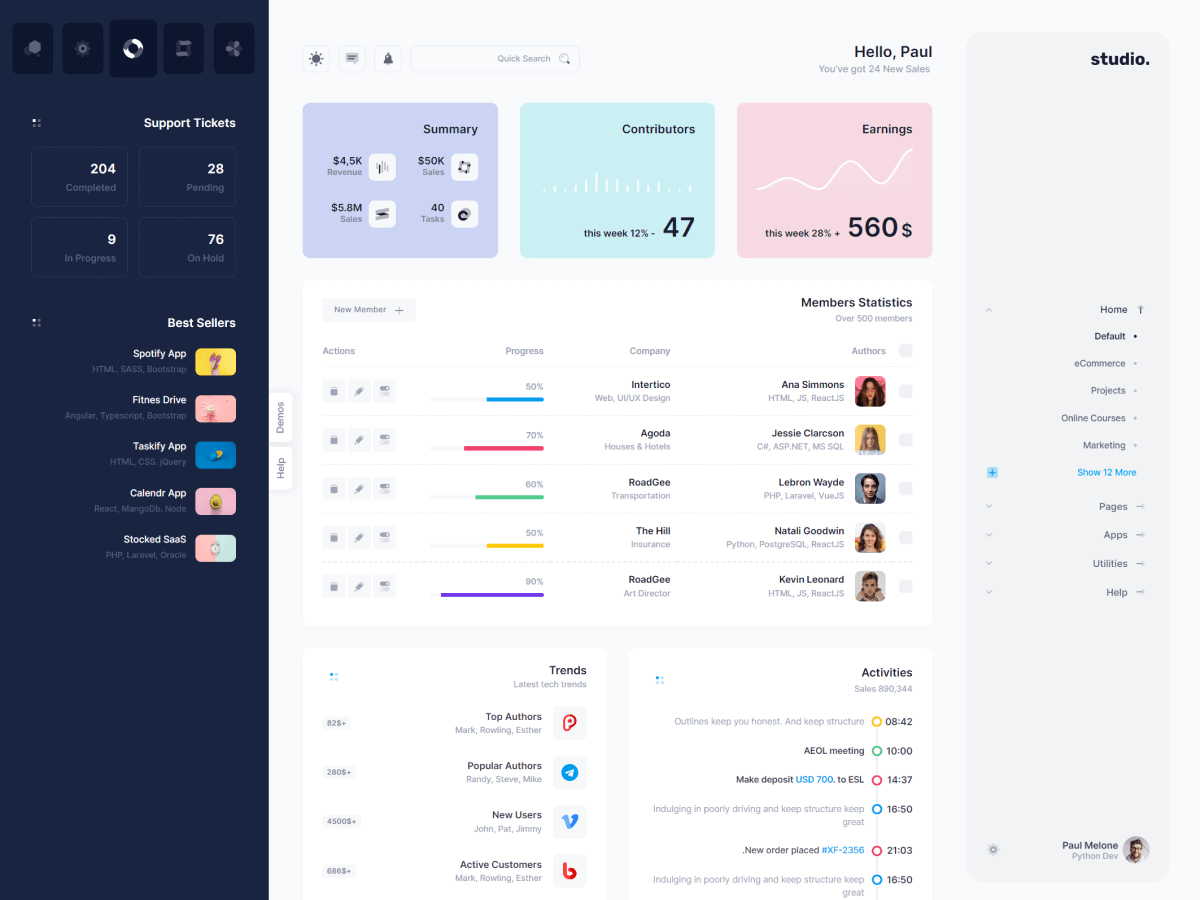 Support Tickets
204
Completed
28
Pending
9
In Progress
76
On Hold
Best Sellers
Spotify App
HTML, SASS, Bootstrap
Fitnes Drive
Angular, Typescript, Bootstrap
Taskify App
HTML, CSS. jQuery
Calendr App
React, MangoDb. Node
Stocked SaaS
PHP, Laravel, Oracle
Demos
Help
Quick Search
Hello, Paul
You've got 24 New Sales
Summary
$4,5K
Revenue
$50K
Sales
$5.8M
Sales
40
Tasks
Contributors
this week 12% - 47
Earnings
this week 28% + 560 $
New Member
Members Statistics
Over 500 members
Actions Progress Company Authors
50%
Intertico
Web, UI/UX Design
Ana Simmons
HTML, JS, ReactJS
70%
Agoda
Houses & Hotels
Jessie Clarcson
C#, ASP.NET, MS SQL
60%
RoadGee
Transportation
Lebron Wayde
PHP, Laravel, VueJS
50%
The Hill
Insurance
Natali Goodwin
Python, PostgreSQL, ReactJS
90%
RoadGee
Art Director
Kevin Leonard
HTML, JS, ReactJS
Trends
Latest tech trends
82$+
Top Authors
Mark, Rowling, Esther
280$+
Popular Authors
Randy, Steve, Mike
4500$+
New Users
John, Pat, Jimmy
686$+
Active Customers
Mark, Rowling, Esther
Activities
Sales 890,344
Outlines keep you honest. And keep structure 08:42
AEOL meeting 10:00
Make deposit USD 700. to ESL 14:37
Indulging in poorly driving and keep structure keep 16:50
great
.New order placed #XF-2356 21:03
Indulging in poorly driving and keep structure keep 16:50
great
studio.
Home
Default
eCommerce
Projects
Online Courses
Marketing
Show 12 More
Pages
Apps
Utilities
Help
Paul Melone
Python Dev